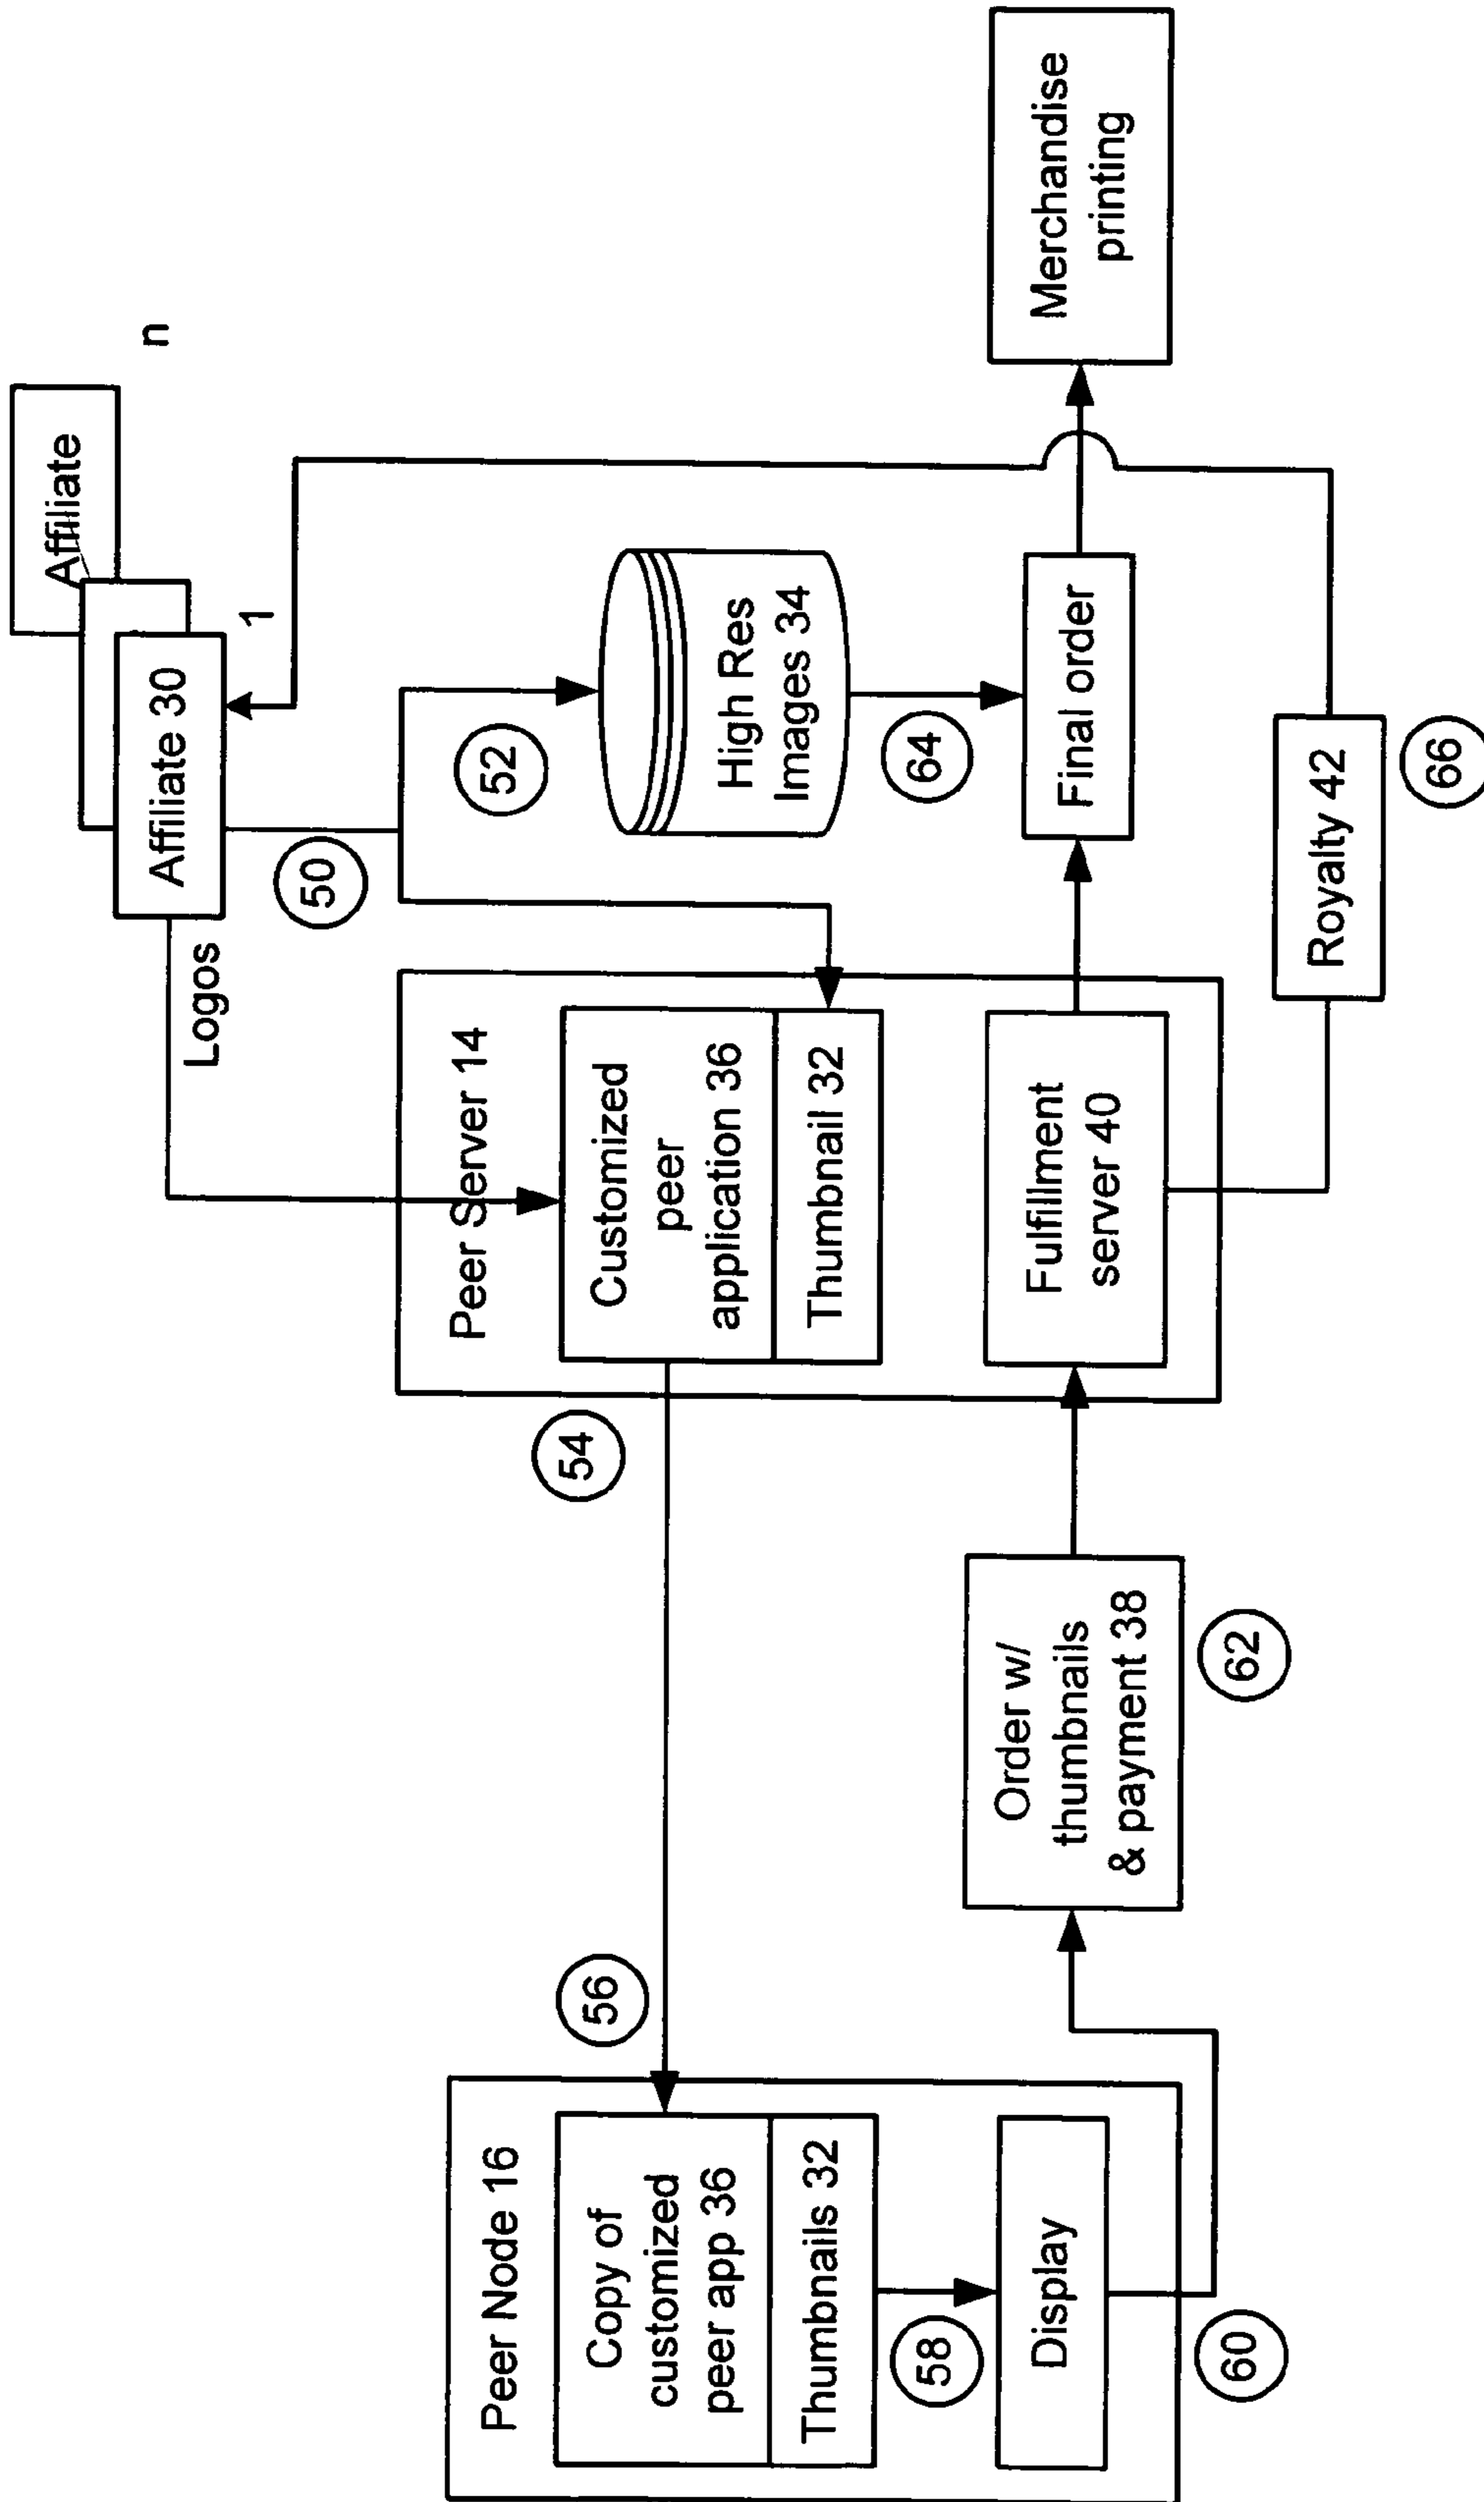 Affiliate
n
Affiliate 30
1
Logos
50
52
High Res
Images 34
64
Final order
Merchandise
printing
Royalty 42
66
Peer Server 14
Customized
peer
application 36
Thumbnail 32
Fulfillment
server 40
54
56
Order w/
thumbnails
& payment 38
62
Peer Node 16
Copy of
customized
peer app 36
Thumbnails 32
58
Display
60